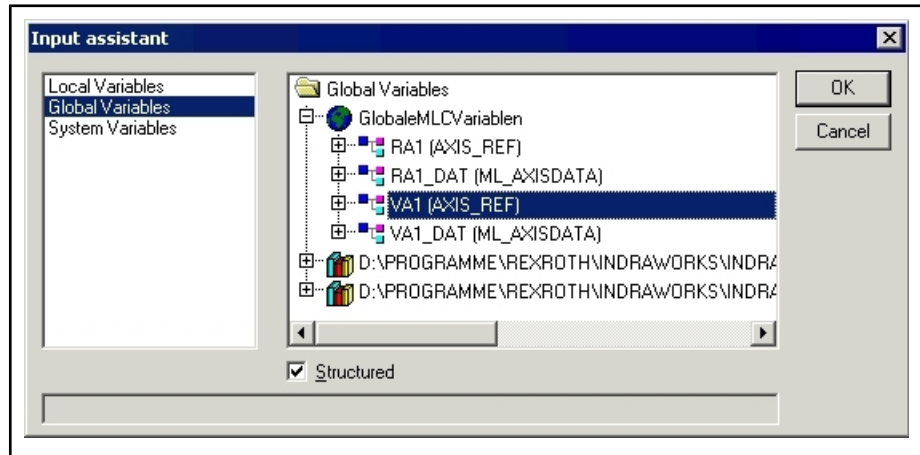 Input assistant
Local Variables
Global Variables
System Variables
Global Variables
GlobaleMLCVariablen
RA1 (AXIS_REF)
RA1_DAT (ML_AXISDATA)
VA1 (AXIS_REF)
VA1_DAT (ML_AXISDATA)
D:\PROGRAMME\REXROTH\INDRAWORKS\INDRA
D:\PROGRAMME\REXROTH\INDRAWORKS\INDRA
OK
Cancel
Structured